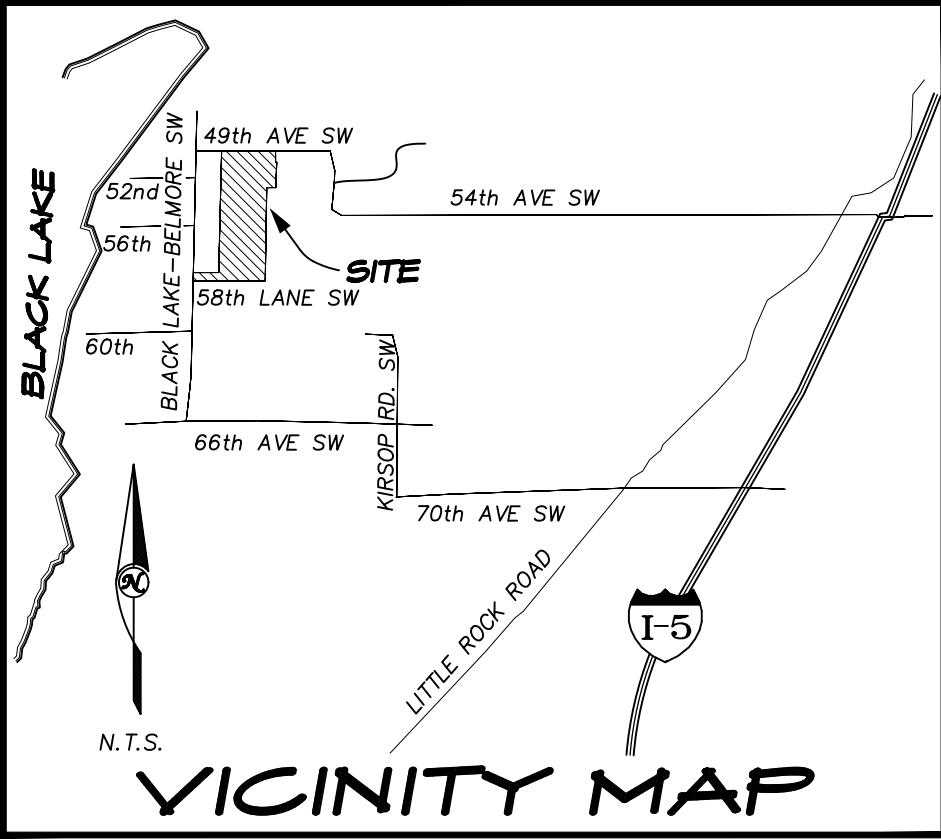 49th AVE SW
BLACK LAKE-BELMORE SW
BLACK LAKE
52nd
54th AVE SW
56th
SITE
58th LANE SW
60th
KIRSOP RD. SW
66th AVE SW
70th AVE SW
LITTLE ROCK ROAD
N
I-5
N.T.S.
VICINITY MAP